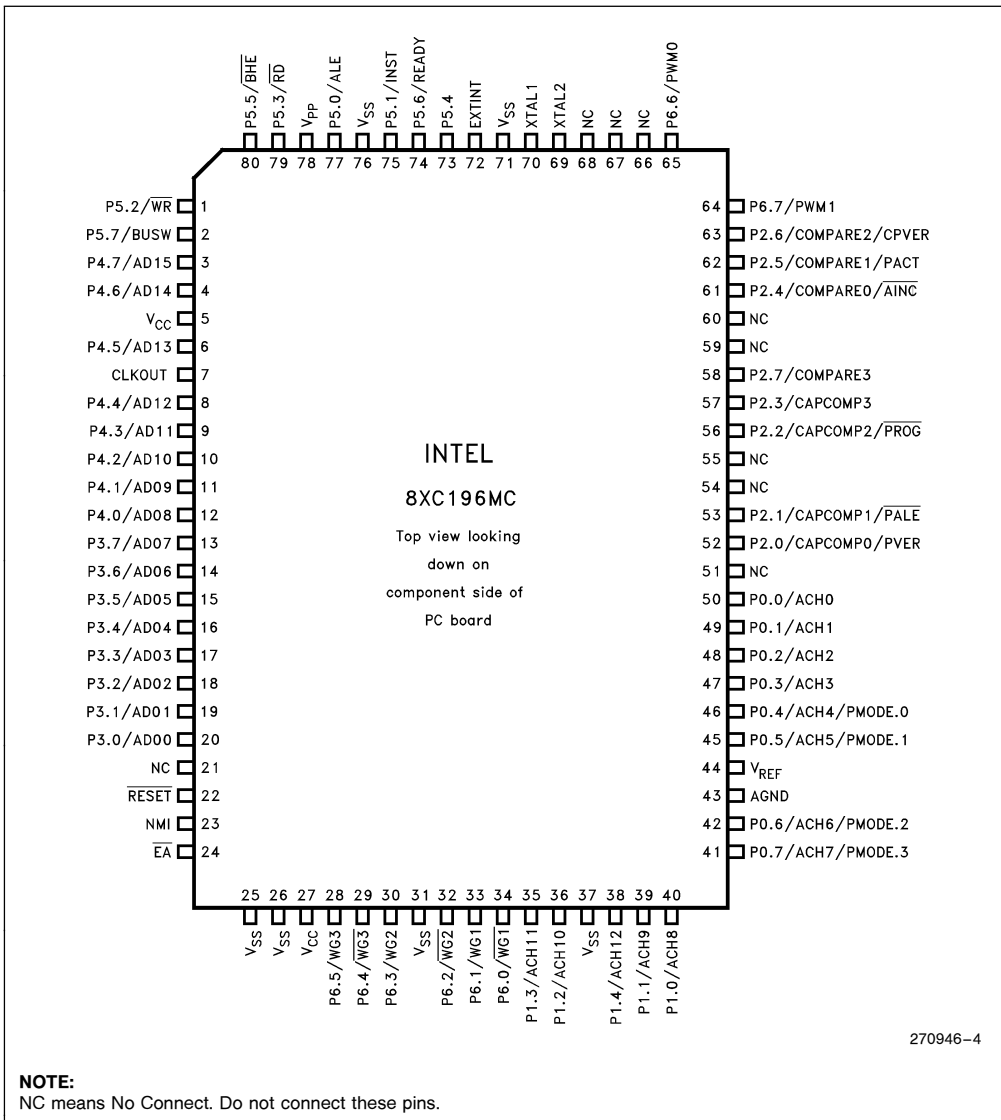 P5.5/B̅H̅E̅
P5.3/R̅D̅
VPP
P5.0/ALE
VSS
P5.1/INST
P5.6/READY
P5.4
EXTINT
VSS
XTAL1
XTAL2
NC
NC
NC
P6.6/PWM0
80 79 78 77 76 75 74 73 72 71 70 69 68 67 66 65
P5.2/W̅R̅ 1
P5.7/BUSW 2
P4.7/AD15 3
P4.6/AD14 4
VCC 5
P4.5/AD13 6
CLKOUT 7
P4.4/AD12 8
P4.3/AD11 9
P4.2/AD10 10
P4.1/AD09 11
P4.0/AD08 12
P3.7/AD07 13
P3.6/AD06 14
P3.5/AD05 15
P3.4/AD04 16
P3.3/AD03 17
P3.2/AD02 18
P3.1/AD01 19
P3.0/AD00 20
NC 21
R̅E̅S̅E̅T̅ 22
NMI 23
E̅A̅ 24
INTEL
8XC196MC
Top view looking
down on
component side of
PC board
64 P6.7/PWM1
63 P2.6/COMPARE2/CPVER
62 P2.5/COMPARE1/PACT
61 P2.4/COMPARE0/A̅I̅N̅C̅
60 NC
59 NC
58 P2.7/COMPARE3
57 P2.3/CAPCOMP3
56 P2.2/CAPCOMP2/P̅R̅O̅G̅
55 NC
54 NC
53 P2.1/CAPCOMP1/P̅A̅L̅E̅
52 P2.0/CAPCOMP0/PVER
51 NC
50 P0.0/ACH0
49 P0.1/ACH1
48 P0.2/ACH2
47 P0.3/ACH3
46 P0.4/ACH4/PMODE.0
45 P0.5/ACH5/PMODE.1
44 VREF
43 AGND
42 P0.6/ACH6/PMODE.2
41 P0.7/ACH7/PMODE.3
25 26 27 28 29 30 31 32 33 34 35 36 37 38 39 40
VSS
VSS
VCC
P6.5/WG3
P6.4/W̅G̅3̅
P6.3/WG2
VSS
P6.2/W̅G̅2̅
P6.1/WG1
P6.0/W̅G̅1̅
P1.3/ACH11
P1.2/ACH10
VSS
P1.4/ACH12
P1.1/ACH9
P1.0/ACH8
270946–4
NOTE:
NC means No Connect. Do not connect these pins.